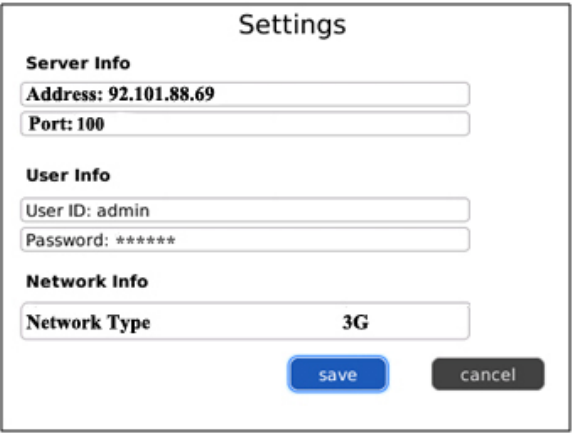 Settings
Server Info
Address: 92.101.88.69
Port: 100
User Info
User ID: admin
Password: ******
Network Info
Network Type 3G
save cancel